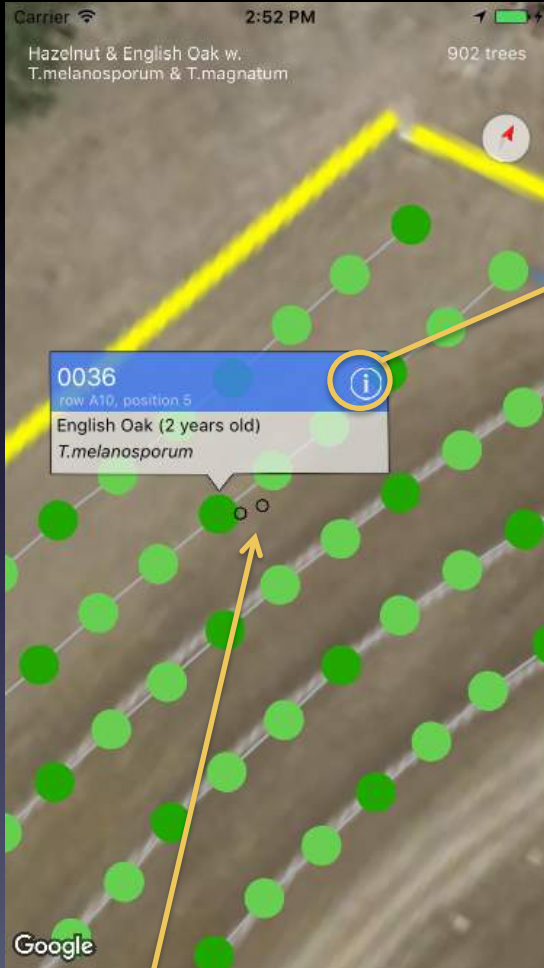 Carrier
2:52 PM
Hazelnut & English Oak w.
T.melanosporum & T.magnatum
902 trees
0036
row A10, position 5
i
English Oak (2 years old)
T.melanosporum
Google